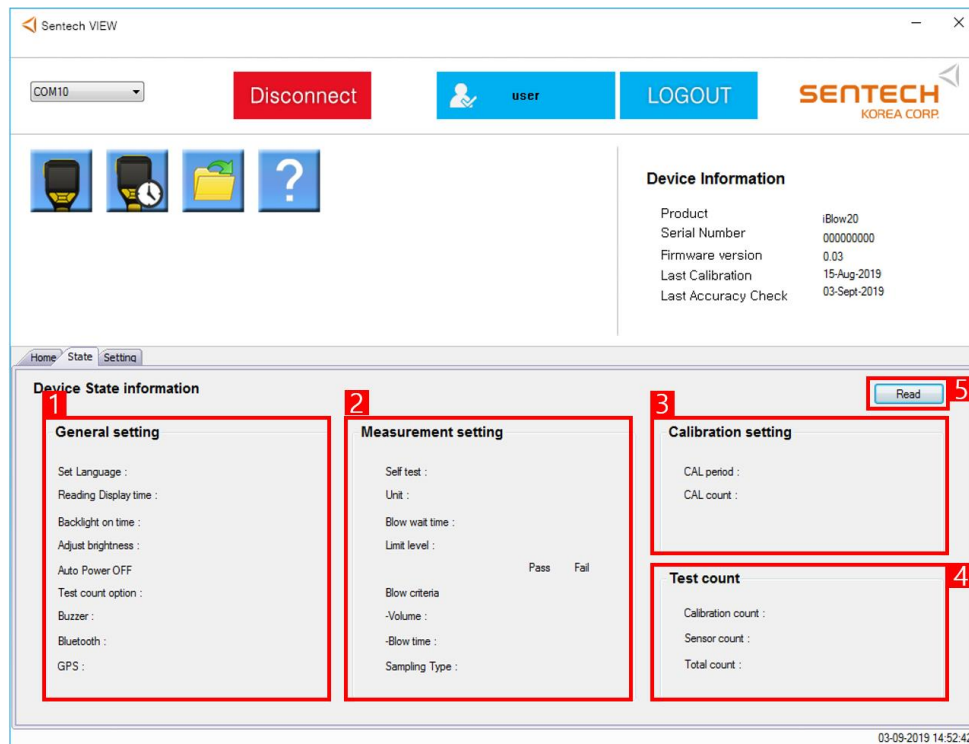 Sentech VIEW
COM10
Disconnect
user
LOGOUT
SENTECH
KOREA CORP.
?
Device Information
Product iBlow20
Serial Number 000000000
Firmware version 0.03
Last Calibration 15-Aug-2019
Last Accuracy Check 03-Sept-2019
Home State Setting
Device State information
Read
5
1
General setting
Set Language :
Reading Display time :
Backlight on time :
Adjust brightness :
Auto Power OFF
Test count option :
Buzzer :
Bluetooth :
GPS :
2
Measurement setting
Self test :
Unit :
Blow wait time :
Limit level :
Pass Fail
Blow criteria
-Volume :
-Blow time :
Sampling Type :
3
Calibration setting
CAL period :
CAL count :
4
Test count
Calibration count :
Sensor count :
Total count :
03-09-2019 14:52:42